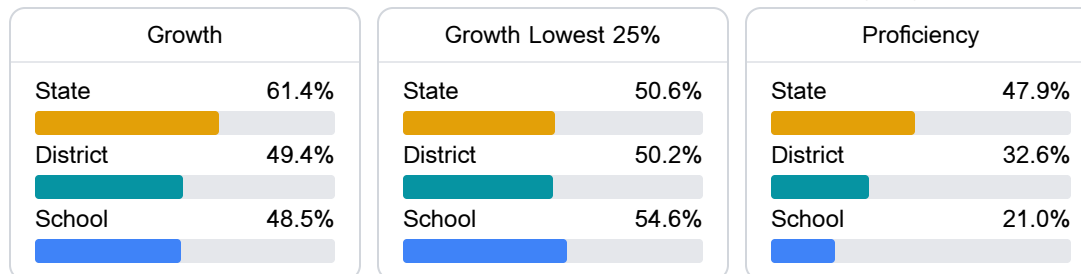 Growth
State 61.4%
District 49.4%
School 48.5%
Growth Lowest 25%
State 50.6%
District 50.2%
School 54.6%
Proficiency
State 47.9%
District 32.6%
School 21.0%